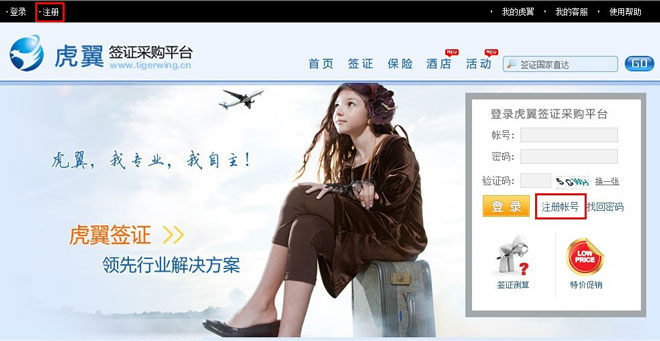 ·登录 ·注册 · 我的虎翼 · 我的客服 · 使用帮助
虎翼 签证采购平台
www.tigerwing.cn
首页 签证 保险 酒店 New 活动 New 签证国家直达 GO
登录虎翼签证采购平台
帐号:
密码:
验证码: 换一张
登录 注册帐号 找回密码
虎翼，我专业，我自主！
虎翼签证 >>
领先行业解决方案
LOW PRICE
签证测算 特价促销